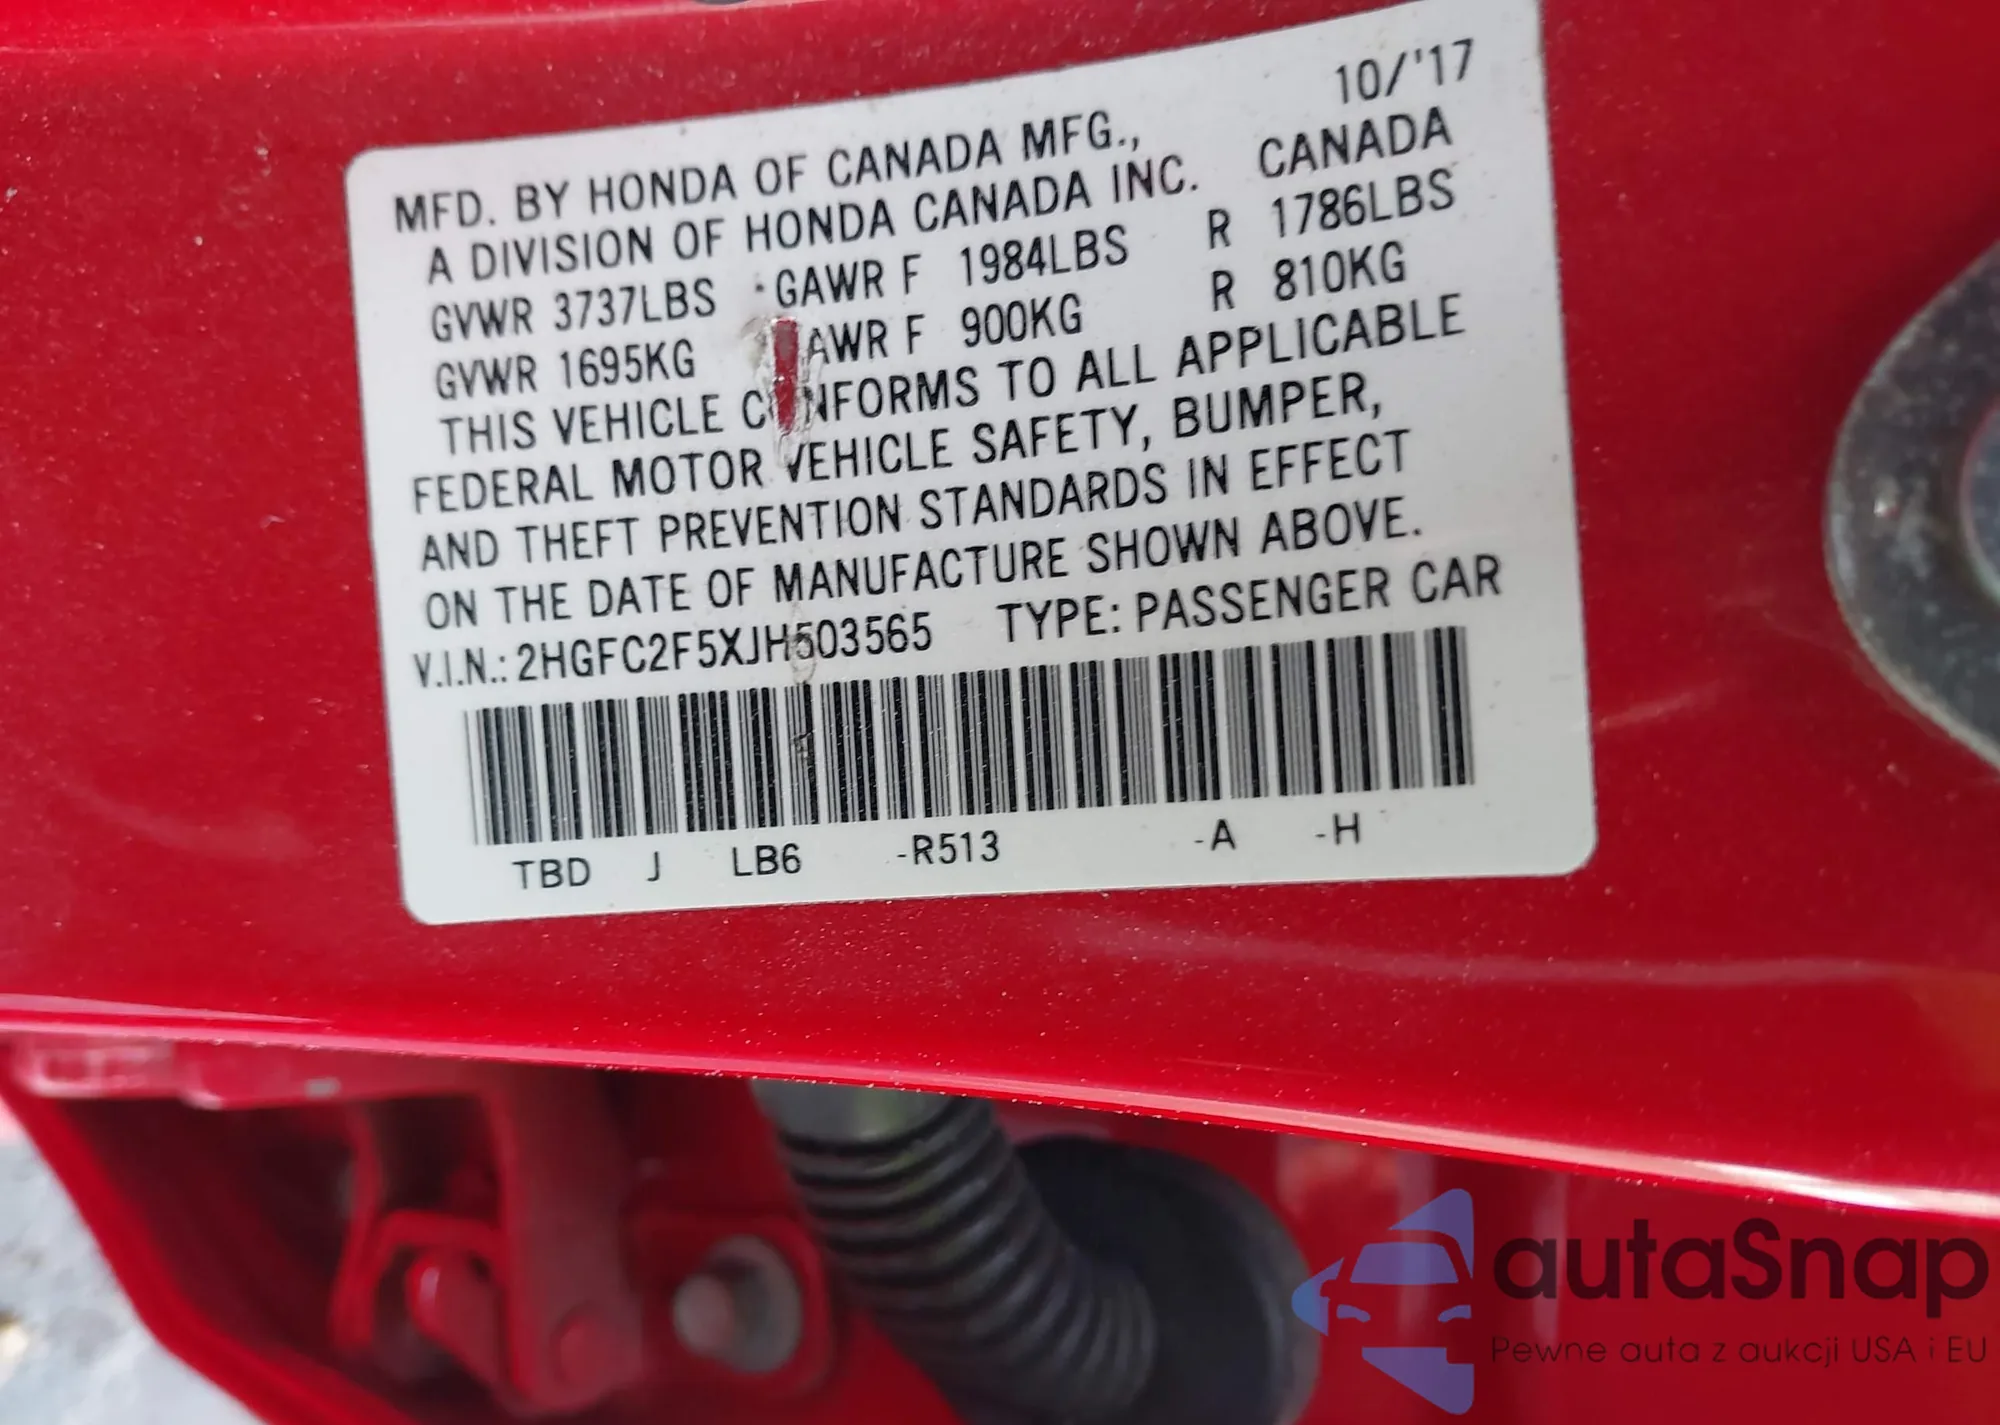 10/'17
MFD. BY HONDA OF CANADA MFG.,
A DIVISION OF HONDA CANADA INC. CANADA
GVWR 3737LBS GAWR F 1984LBS R 1786LBS
GVWR 1695KG AWR F 900KG R 810KG
THIS VEHICLE CONFORMS TO ALL APPLICABLE
FEDERAL MOTOR VEHICLE SAFETY, BUMPER,
AND THEFT PREVENTION STANDARDS IN EFFECT
ON THE DATE OF MANUFACTURE SHOWN ABOVE.
V.I.N.: 2HGFC2F5XJH503565 TYPE: PASSENGER CAR
TBD J LB6 -R513 -A -H
autaSnap
Pewne auta z aukcji USA i EU